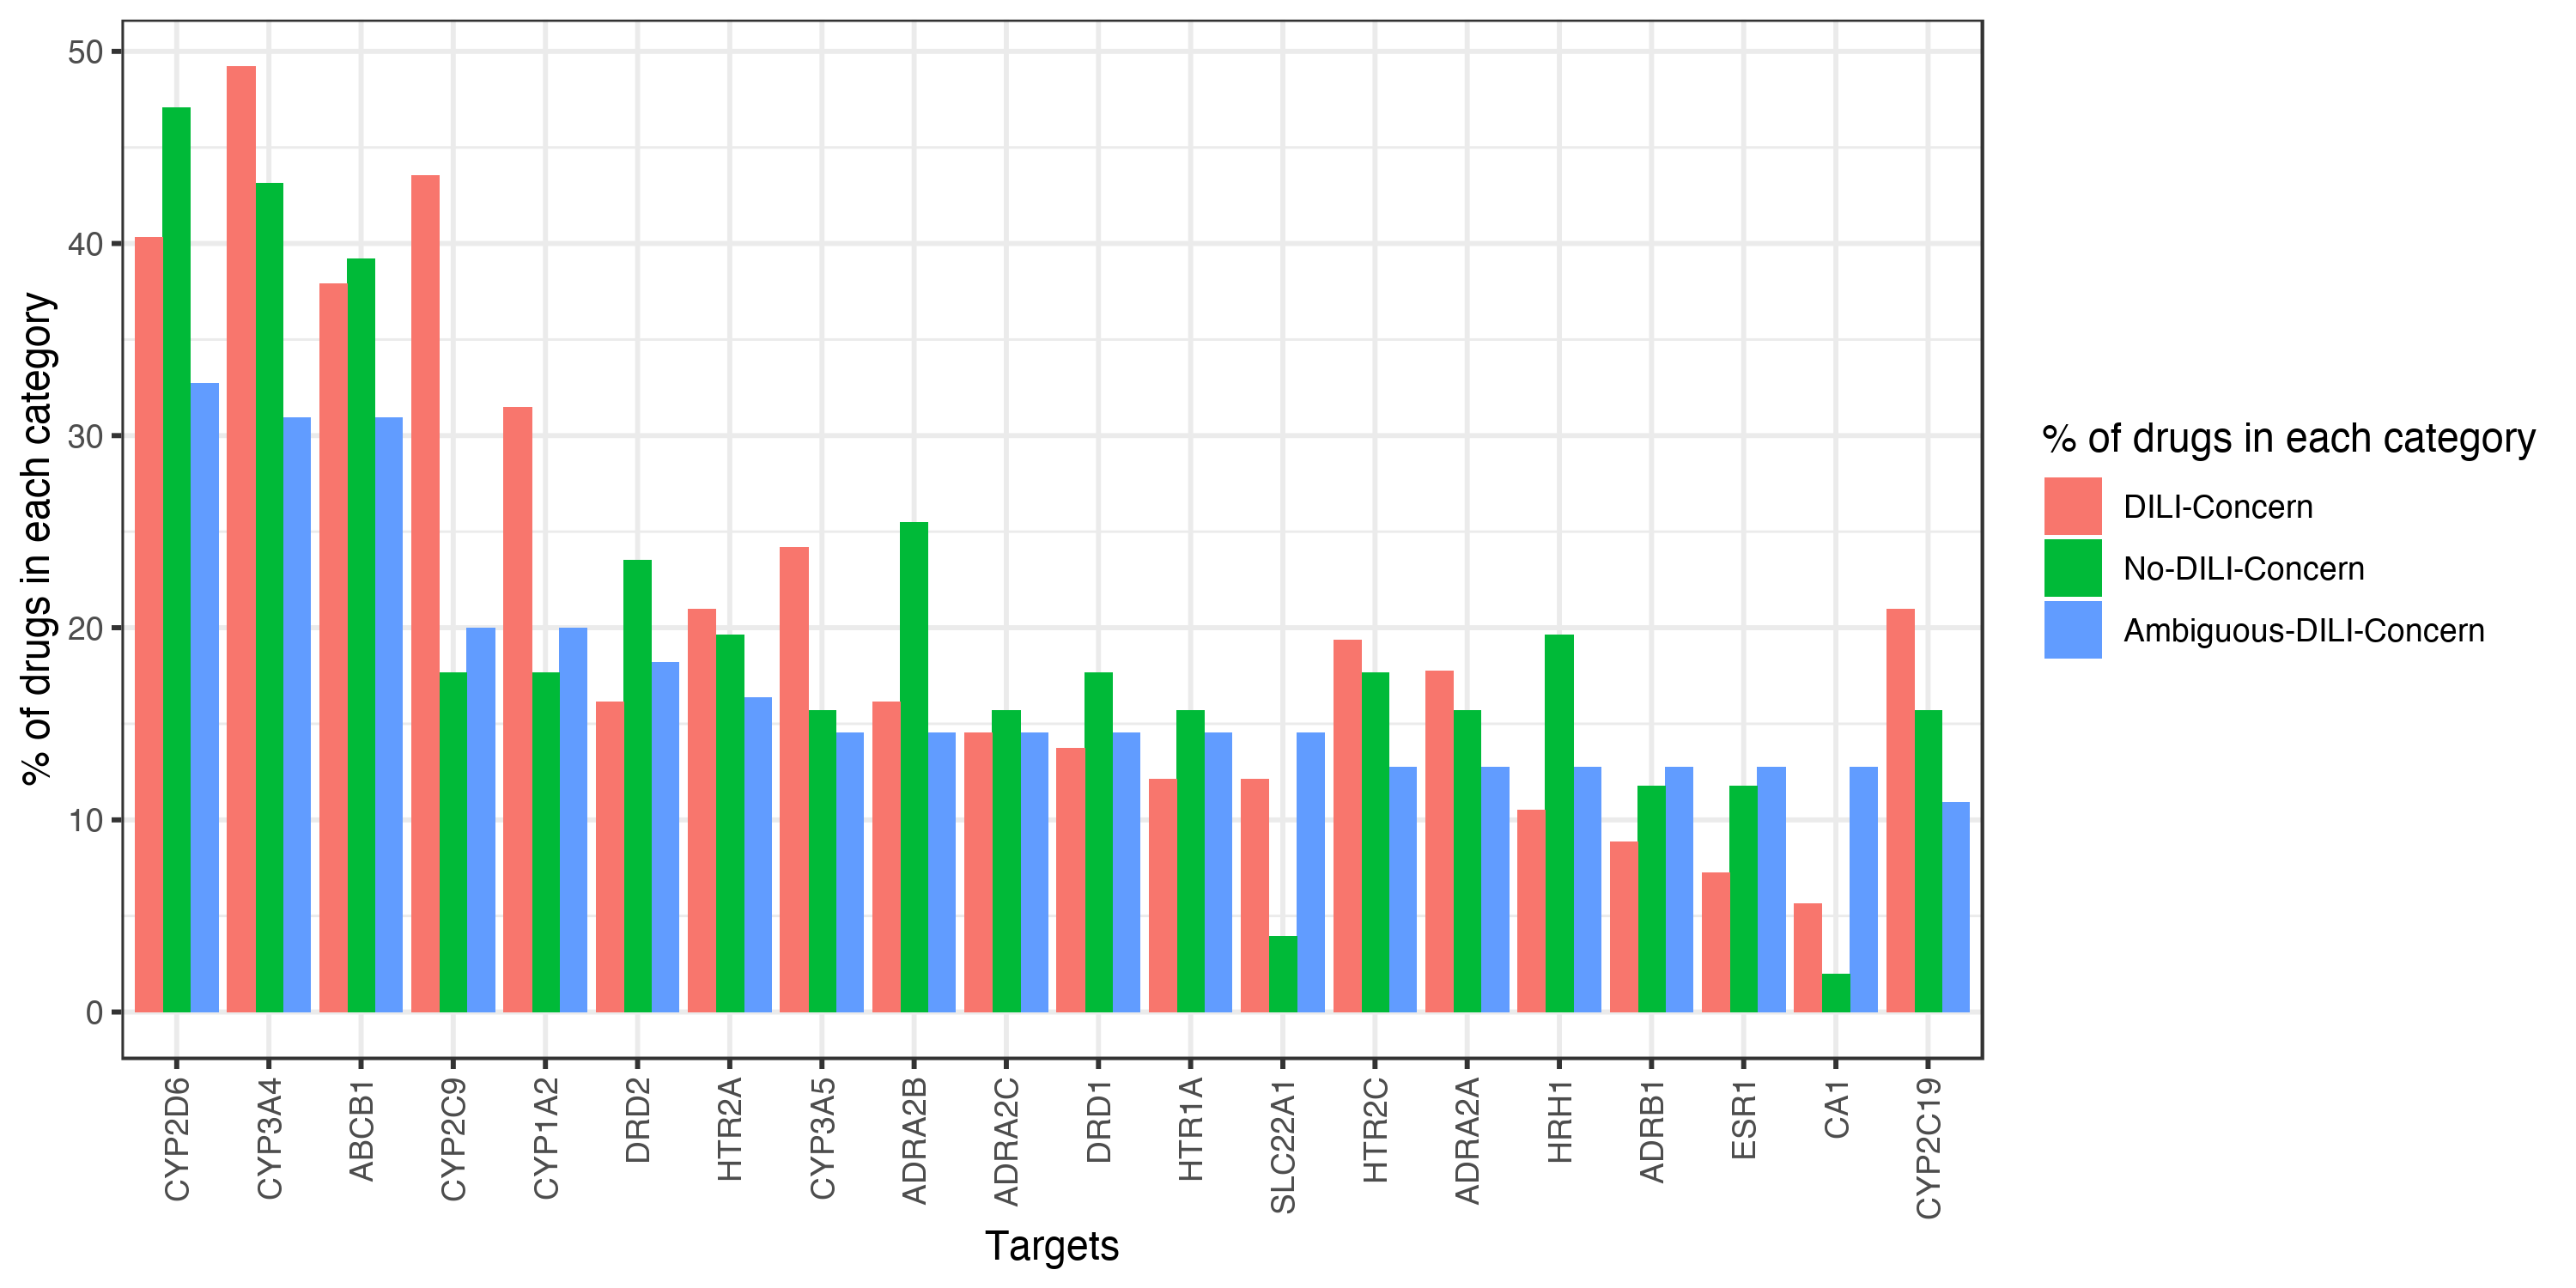 % of drugs in each category
50
40
30
20
10
0
CYP2D6
CYP3A4
ABCB1
CYP2C9
CYP1A2
DRD2
HTR2A
CYP3A5
ADRA2B
ADRA2C
DRD1
HTR1A
SLC22A1
HTR2C
ADRA2A
HRH1
ADRB1
ESR1
CA1
CYP2C19
Targets
% of drugs in each category
DILI-Concern
No-DILI-Concern
Ambiguous-DILI-Concern